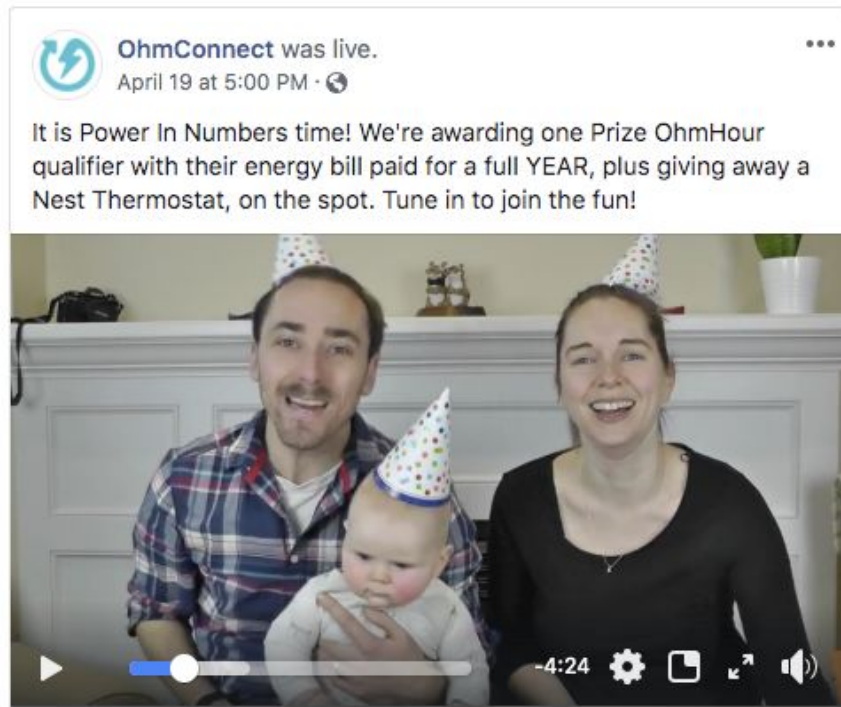 OhmConnect was live.
April 19 at 5:00 PM ·
It is Power In Numbers time! We're awarding one Prize OhmHour
qualifier with their energy bill paid for a full YEAR, plus giving away a
Nest Thermostat, on the spot. Tune in to join the fun!
-4:24